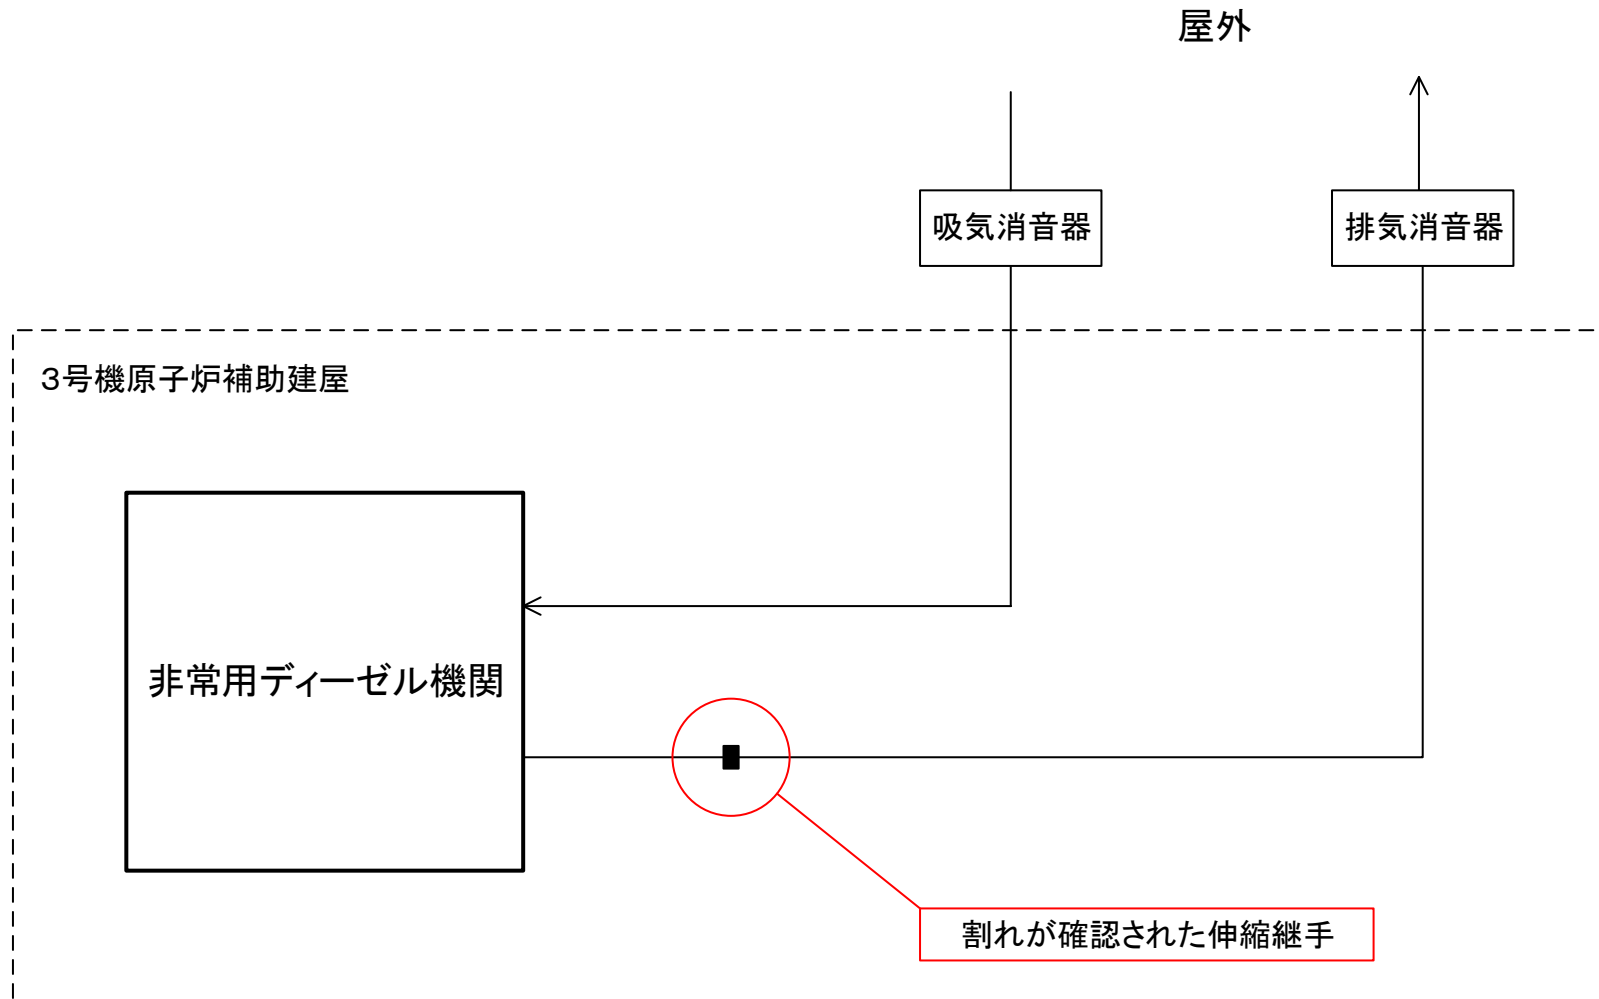 屋外
吸気消音器
排気消音器
３号機原子炉補助建屋
非常用ディーゼル機関
割れが確認された伸縮継手